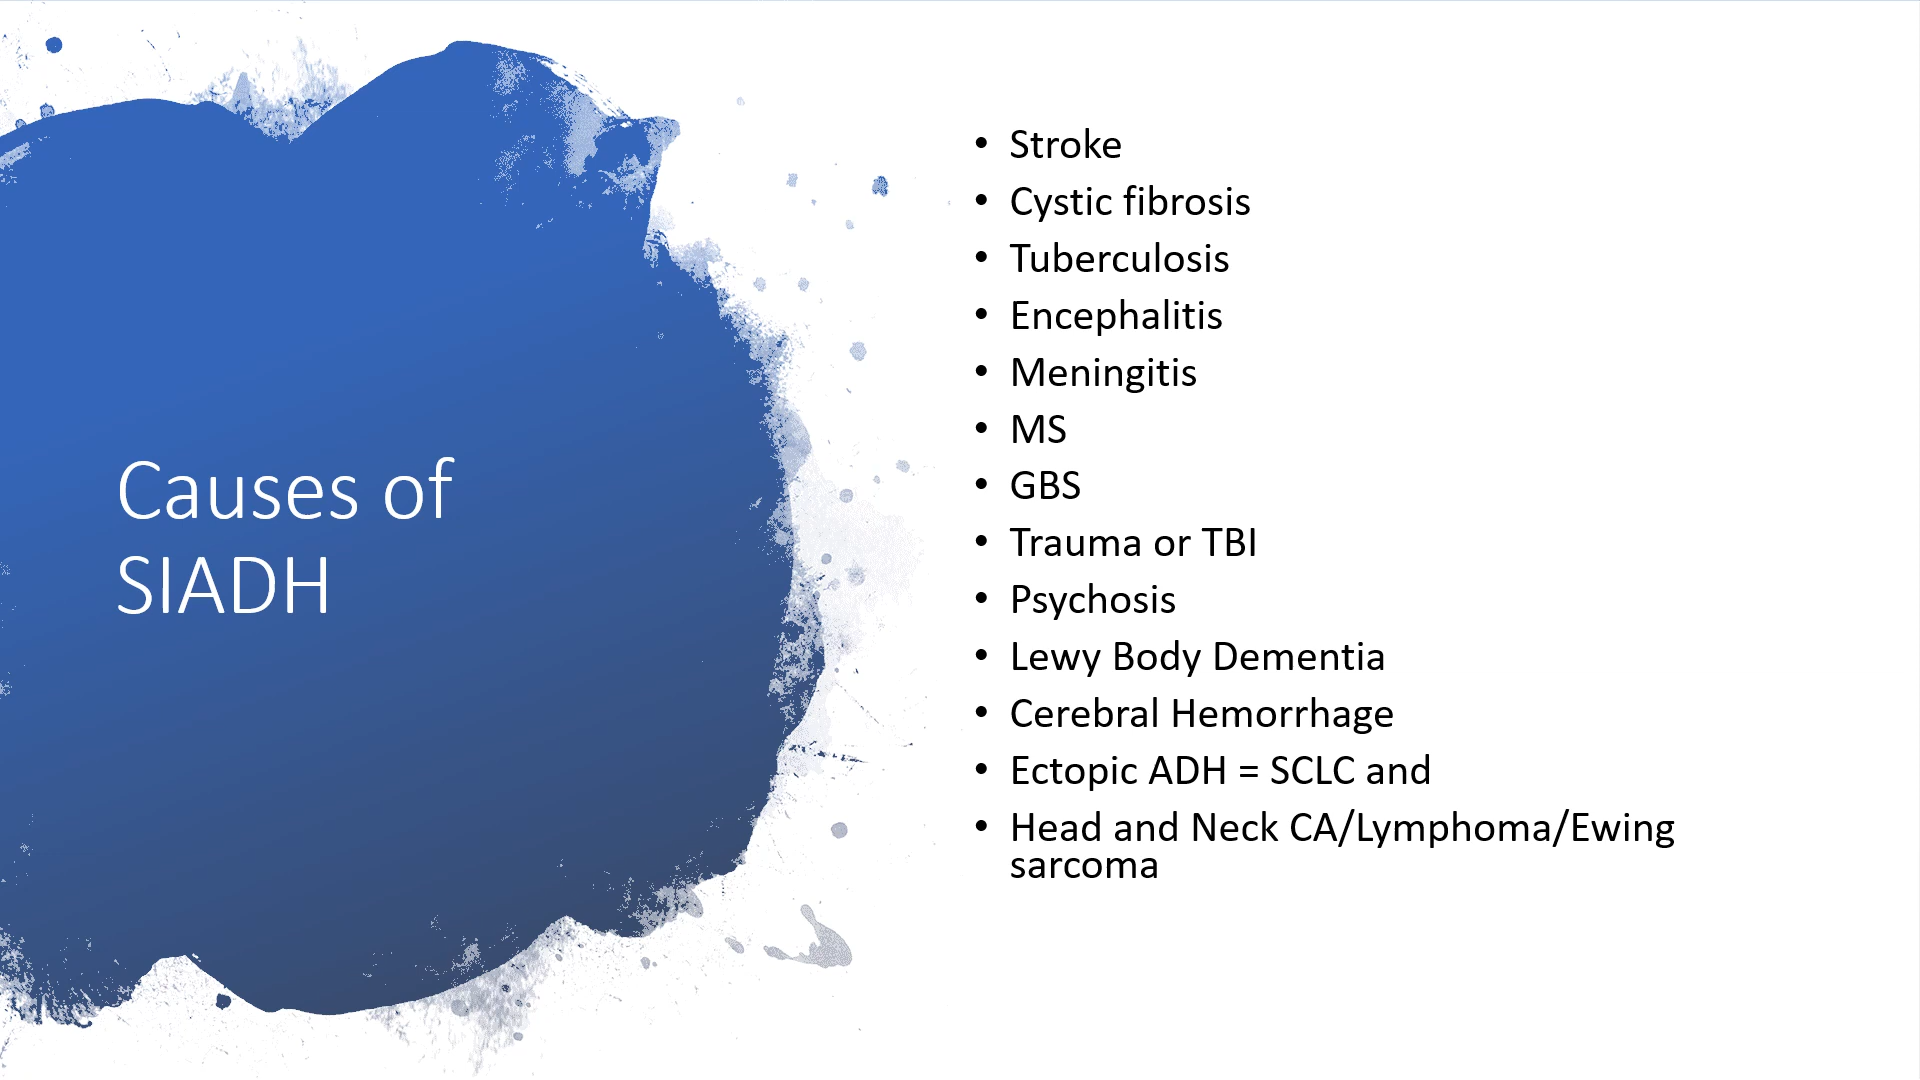 Causes of
SIADH
• Stroke
• Cystic fibrosis
• Tuberculosis
• Encephalitis
• Meningitis
• MS
• GBS
• Trauma or TBI
• Psychosis
• Lewy Body Dementia
• Cerebral Hemorrhage
• Ectopic ADH = SCLC and
• Head and Neck CA/Lymphoma/Ewing
sarcoma